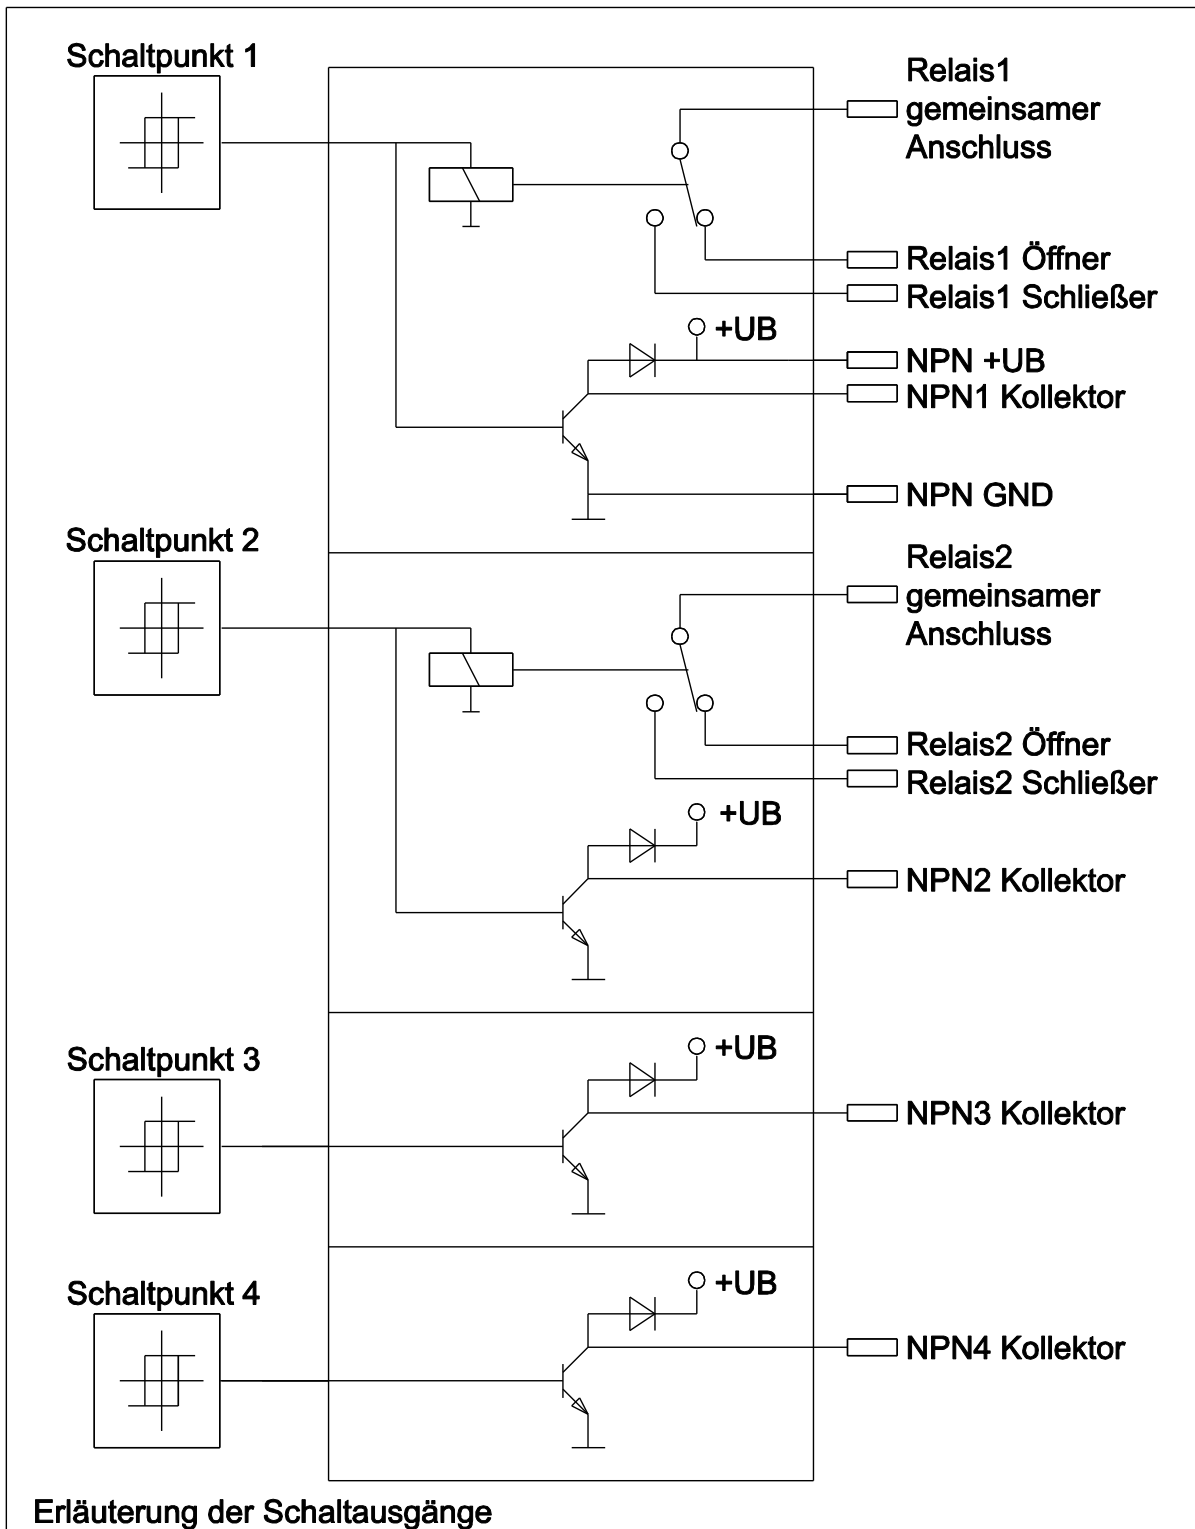 Schaltpunkt 1
Relais1
gemeinsamer
Anschluss
Relais1 Öffner
Relais1 Schließer
+UB
NPN +UB
NPN1 Kollektor
NPN GND
Schaltpunkt 2
Relais2
gemeinsamer
Anschluss
Relais2 Öffner
Relais2 Schließer
+UB
NPN2 Kollektor
Schaltpunkt 3
+UB
NPN3 Kollektor
Schaltpunkt 4
+UB
NPN4 Kollektor
Erläuterung der Schaltausgänge